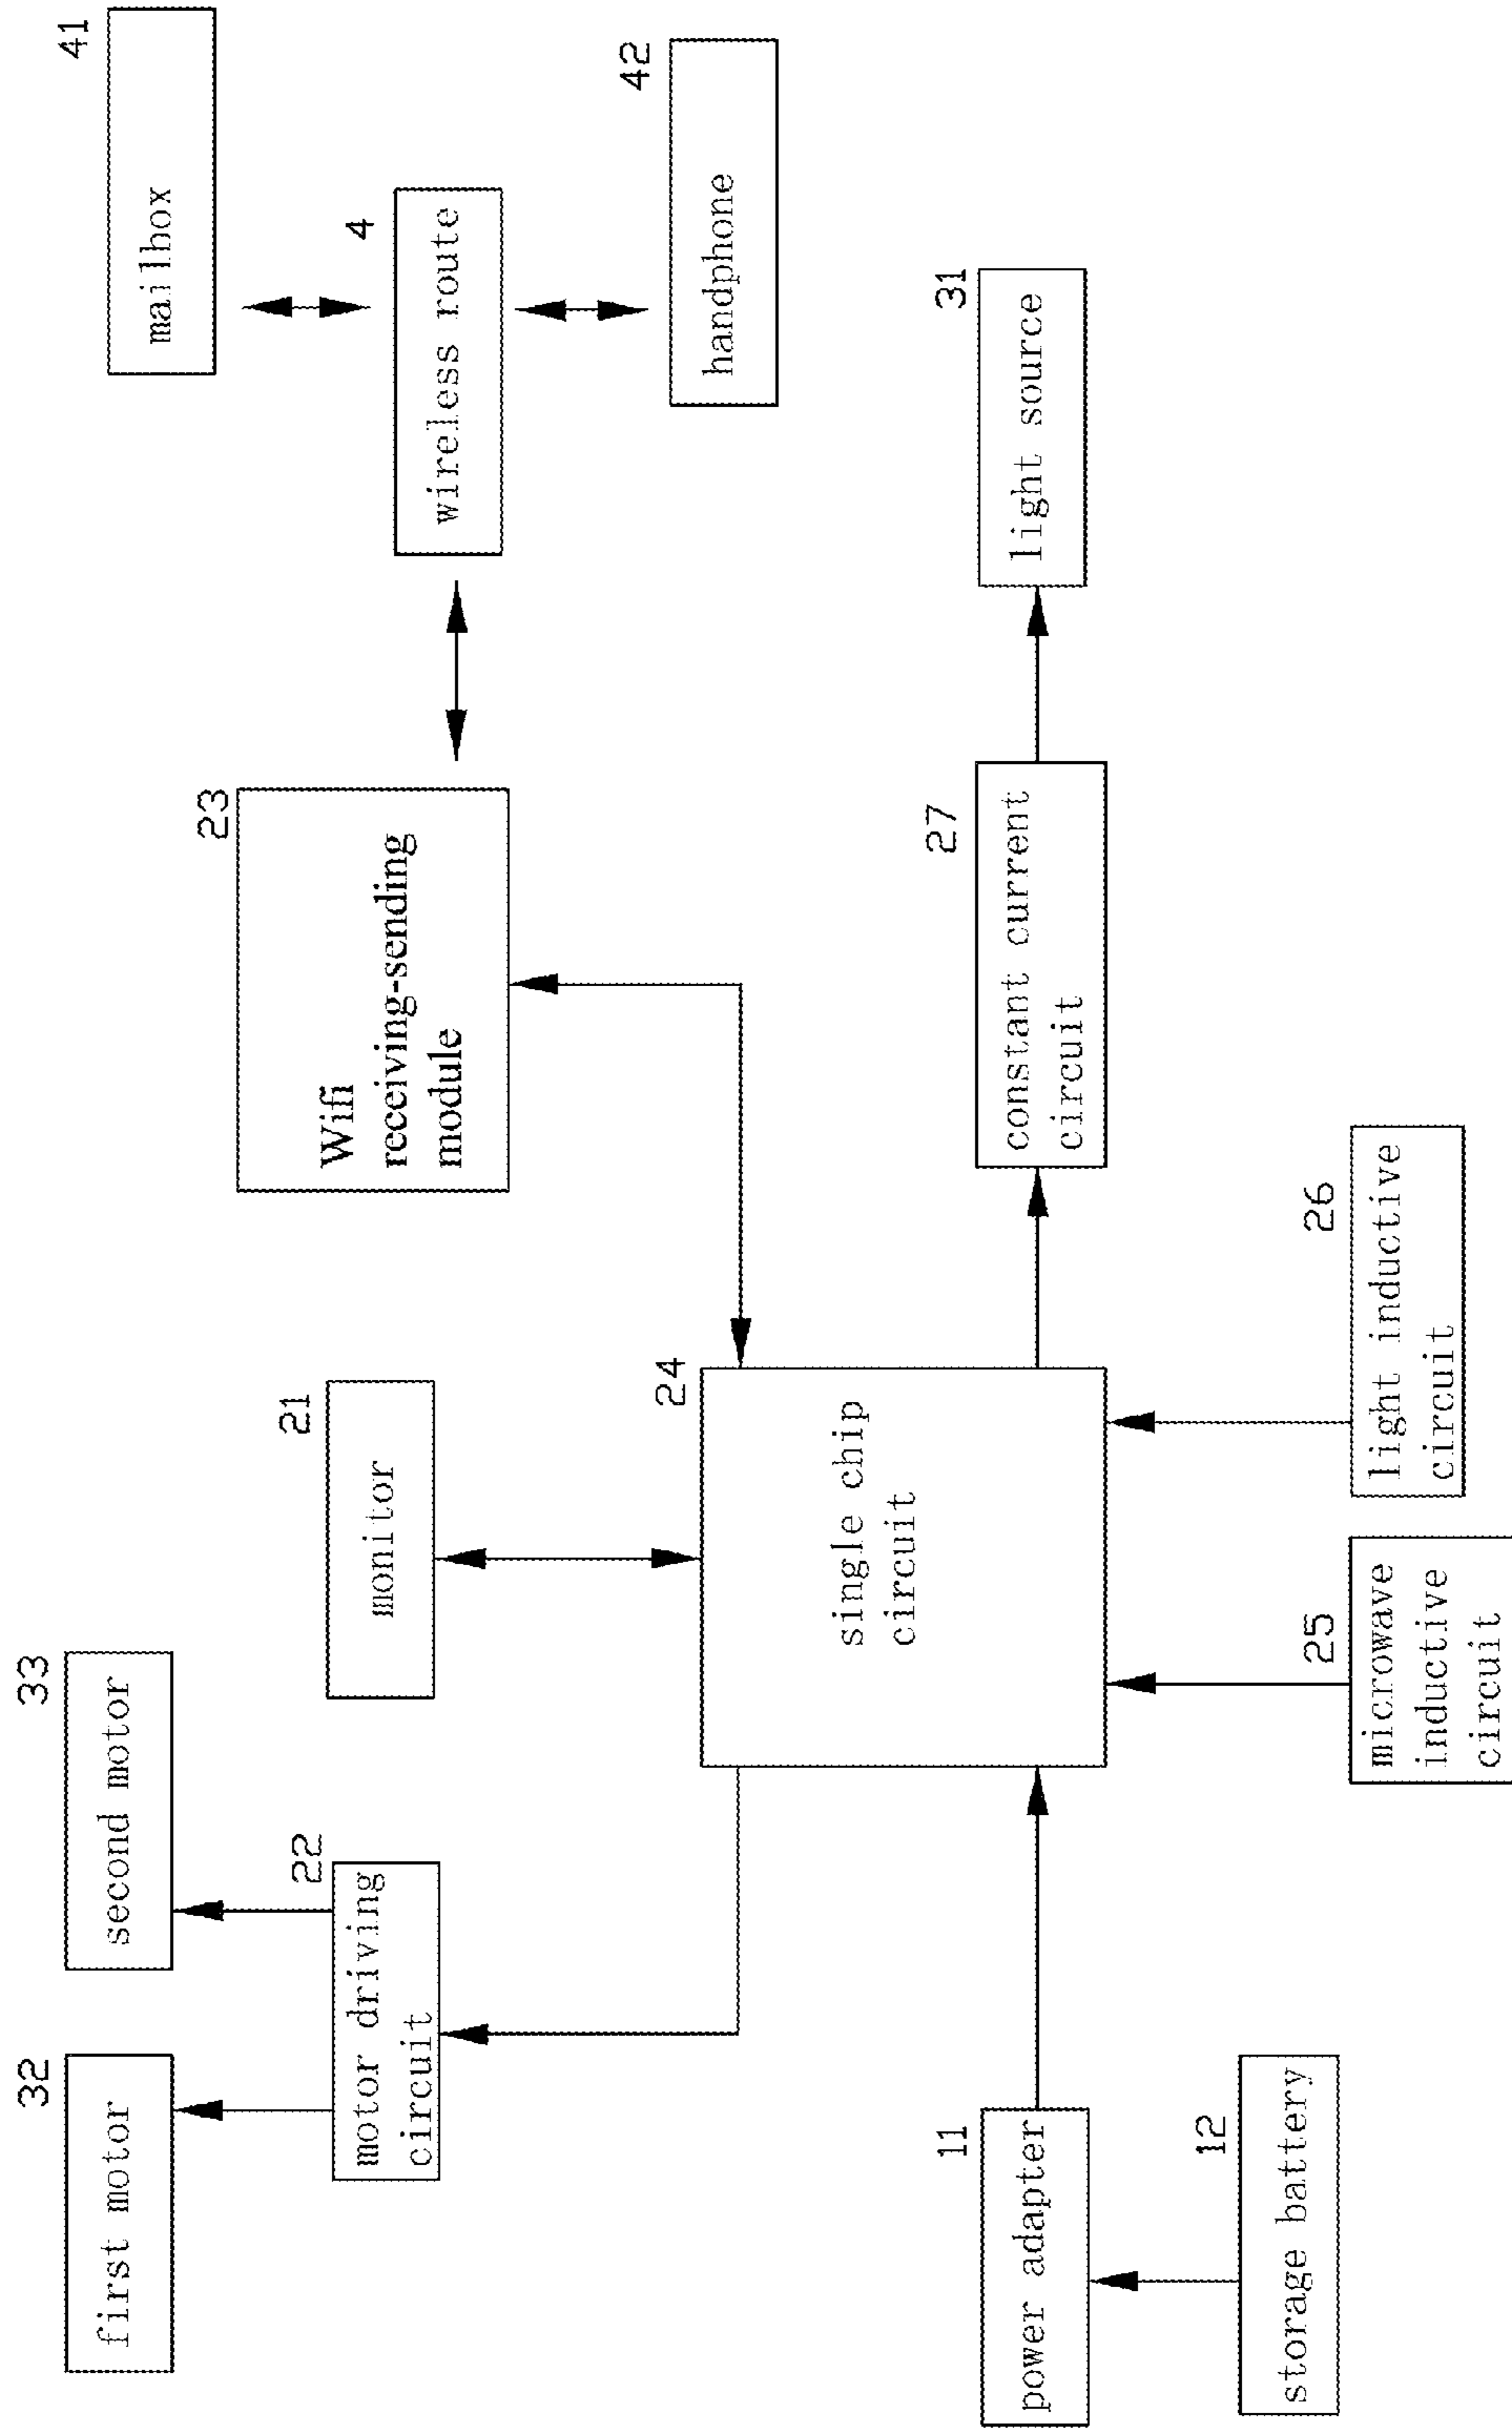 32
first motor
33
second motor
22
motor driving
circuit
21
monitor
23
Wifi
receiving-sending
module
41
mailbox
4
wireless route
42
handphone
24
single chip
circuit
11
power adapter
12
storage battery
25
microwave
inductive
circuit
26
light inductive
circuit
27
constant current
circuit
31
light source